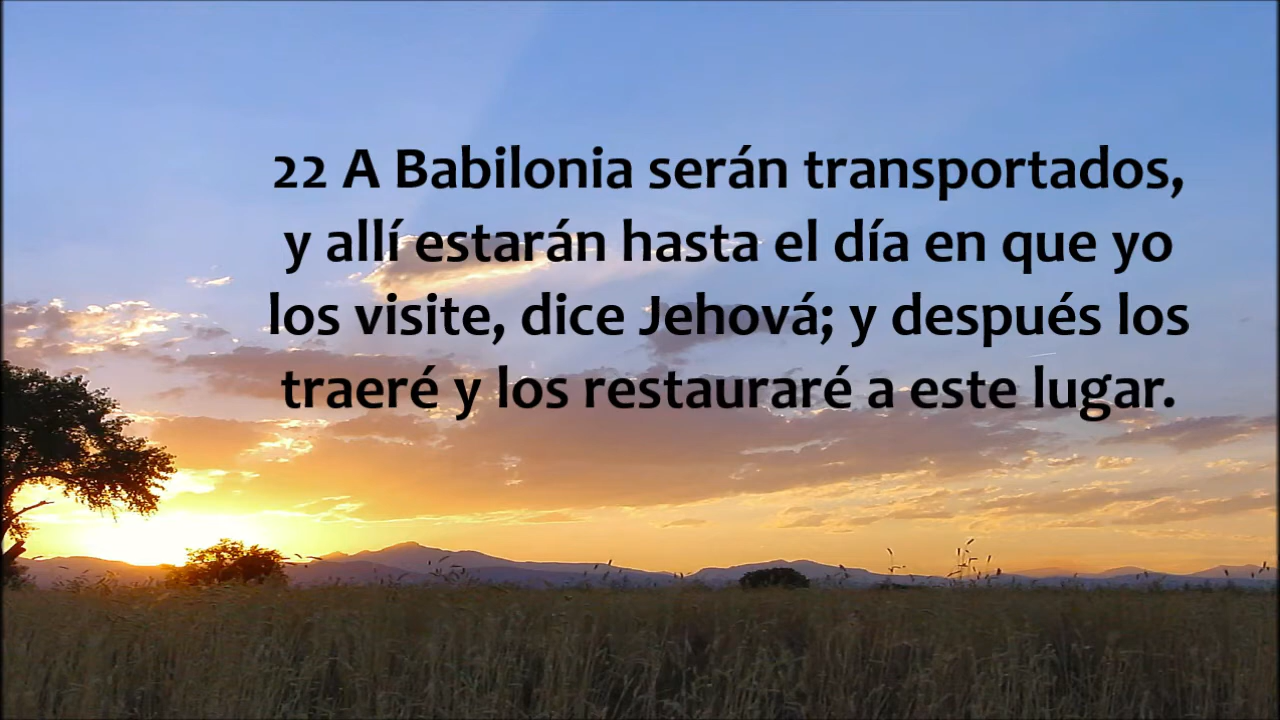 22 A Babilonia serán transportados,
y allí estarán hasta el día en que yo
los visite, dice Jehová; y después los
traeré y los restauraré a este lugar.